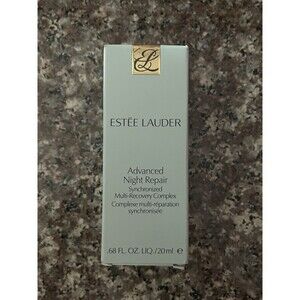 EL
ESTĒE LAUDER
Advanced
Night Repair
Synchronized
Multi-Recovery Complex
Complexe multi-réparation
synchronisée
.68 FL. OZ. LIQ./20ml e